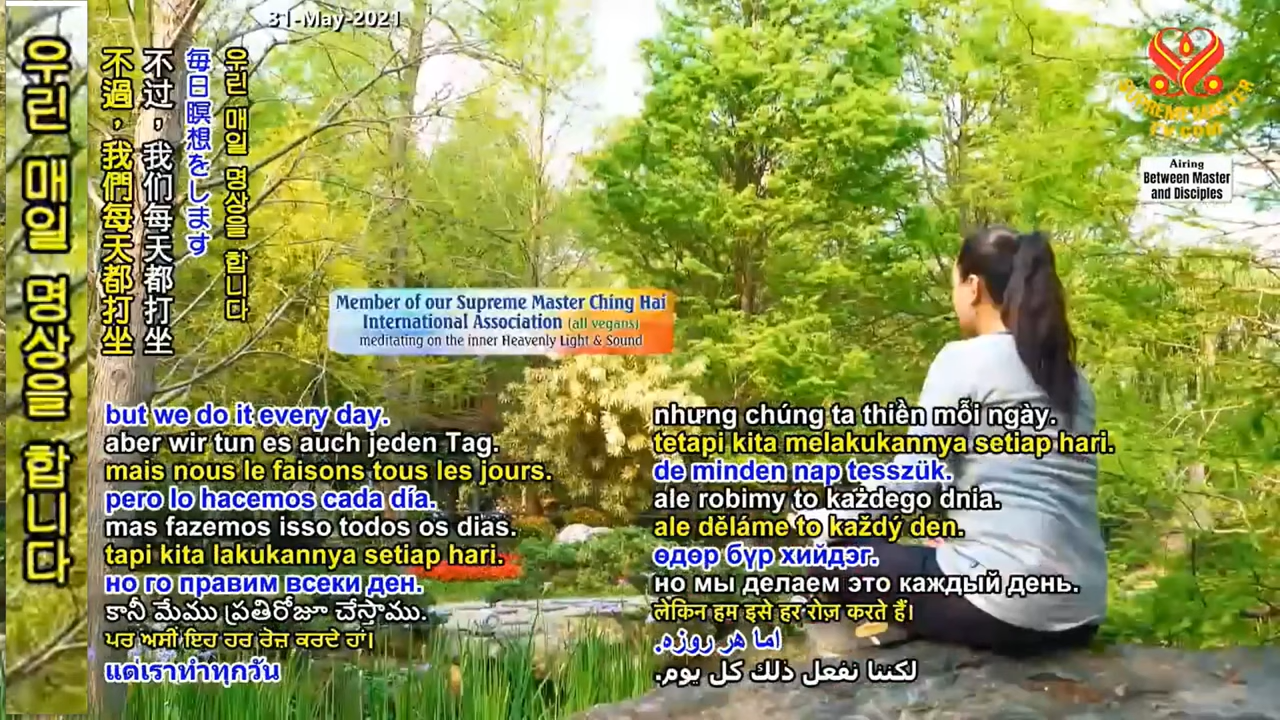 31-May-2021
우린 매일 명상을 합니다
우린 매일 명상을 합니다
毎日瞑想をします
不过，我们每天都打坐
不過，我們每天都打坐
SUPREME MASTER
TV.COM
Airing
Between Master
and Disciples
Member of our Supreme Master Ching Hai
International Association (all vegans)
meditating on the inner Heavenly Light & Sound
but we do it every day.
aber wir tun es auch jeden Tag.
mais nous le faisons tous les jours.
pero lo hacemos cada día.
mas fazemos isso todos os dias.
tapi kita lakukannya setiap hari.
но го правим всеки ден.
కానీ మేము ప్రతిరోజూ చేస్తాము.
ਪਰ ਅਸੀਂ ਇਹ ਹਰ ਰੋਜ਼ ਕਰਦੇ ਹਾਂ।
แต่เราทำทุกวัน
nhưng chúng ta thiền mỗi ngày.
tetapi kita melakukannya setiap hari.
de minden nap tesszük.
ale robimy to każdego dnia.
ale děláme to každý den.
өдөр бүр хийдэг.
но мы делаем это каждый день.
लेकिन हम इसे हर रोज़ करते हैं।
اما هر روزه.
لكننا نفعل ذلك كل يوم.